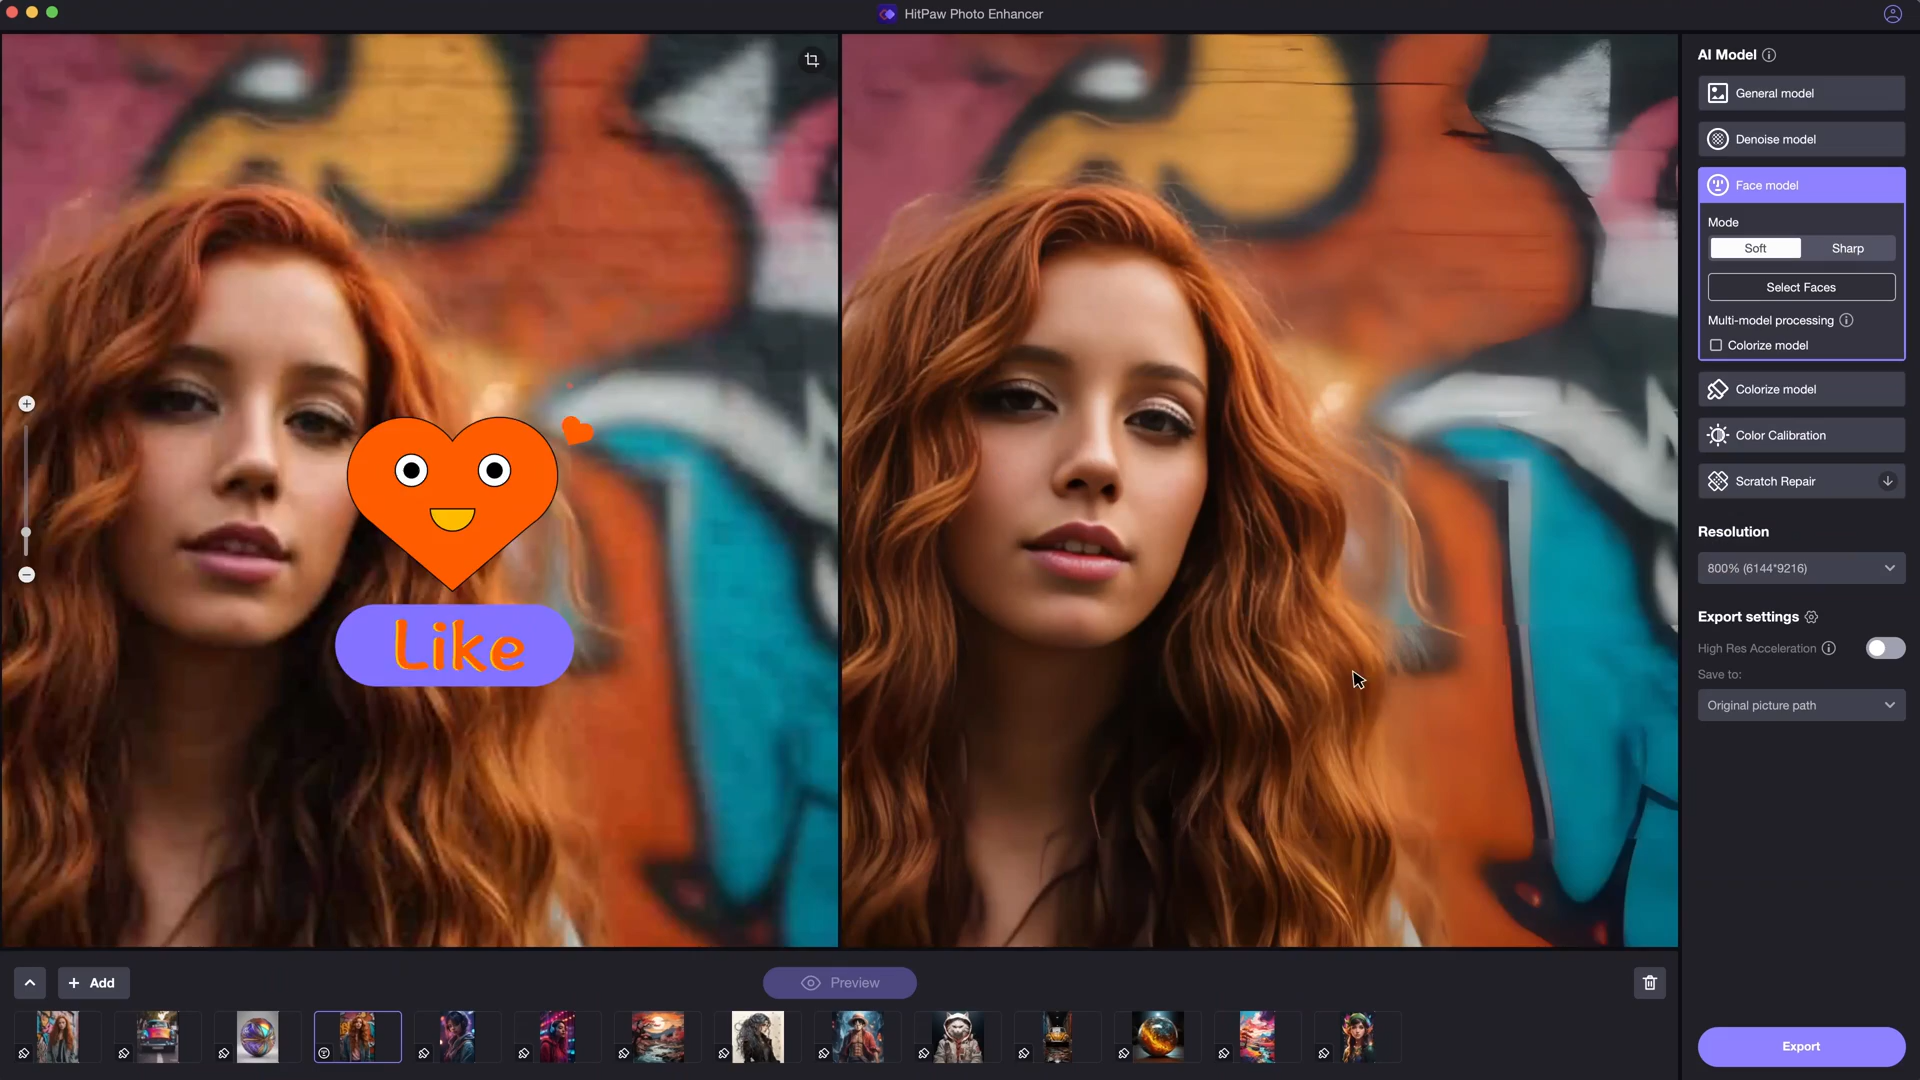 HitPaw Photo Enhancer
AI Model
General model
Denoise model
Face model
Mode
Soft Sharp
Select Faces
Multi-model processing
Colorize model
Colorize model
Color Calibration
Scratch Repair
Resolution
800% (6144*9216)
Export settings
High Res Acceleration
Save to:
Original picture path
Like
Add
Preview
Export